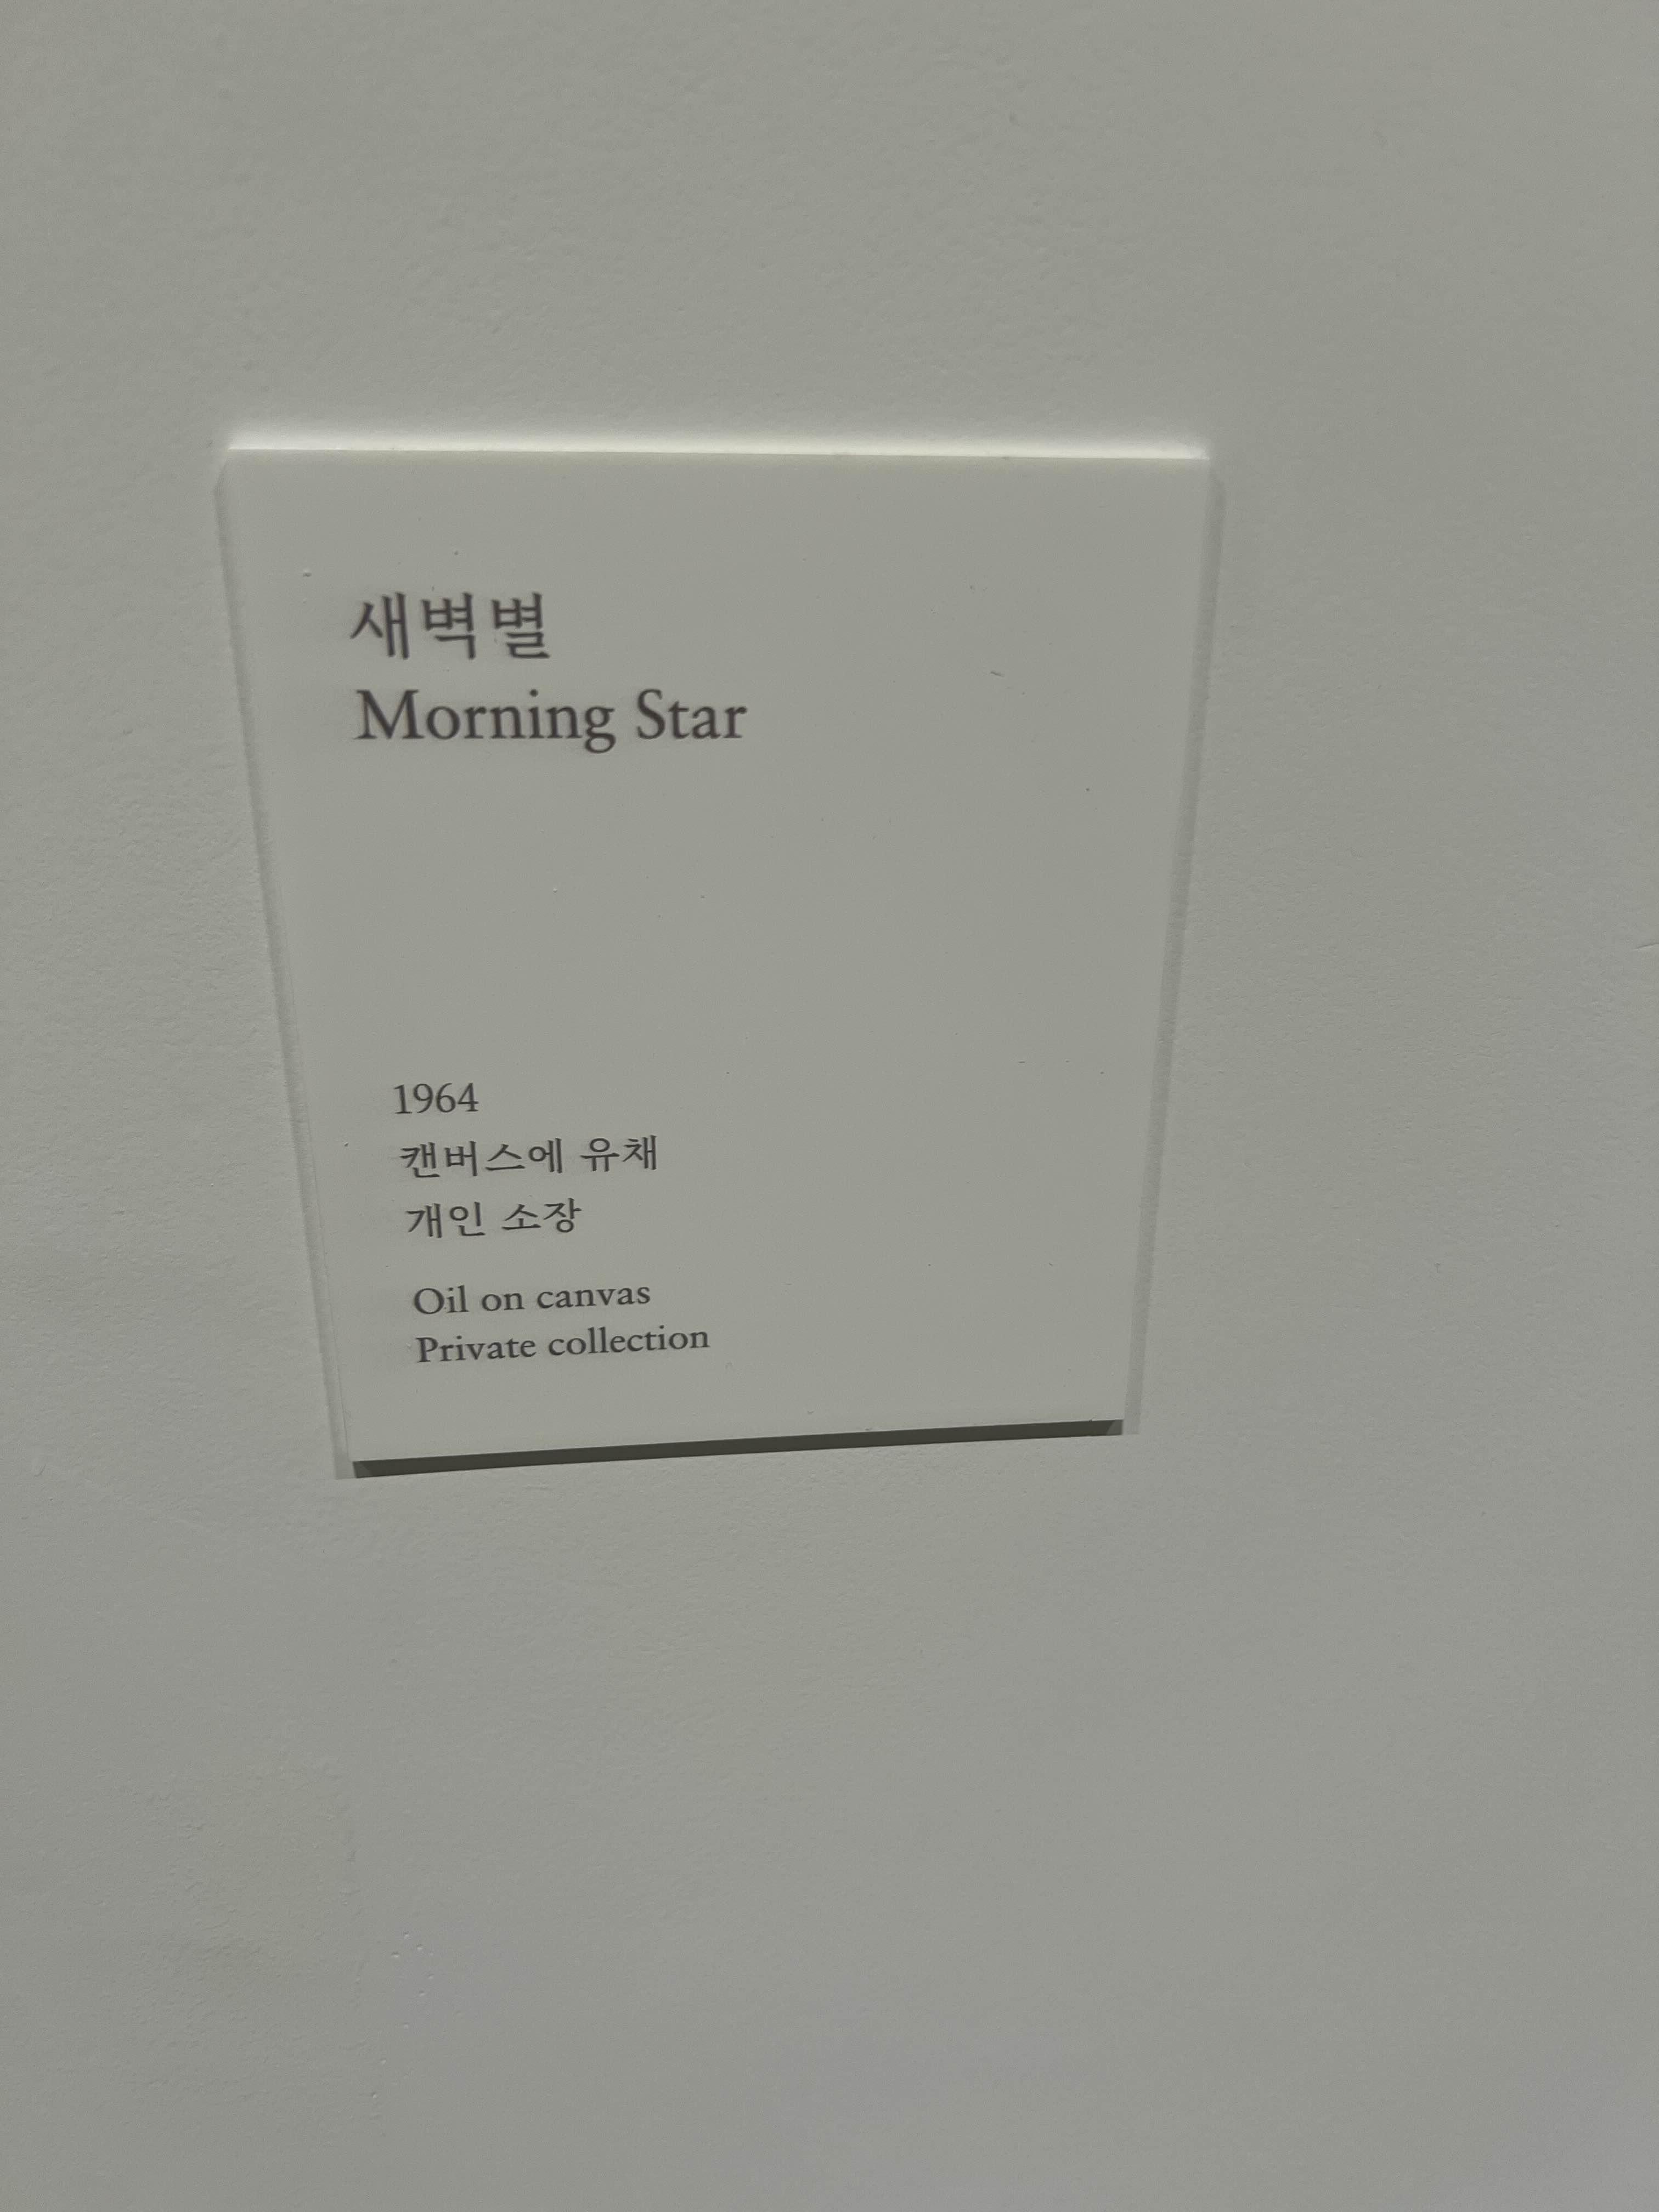 새벽별
Morning Star
1964
캔버스에 유채
개인 소장
Oil on canvas
Private collection